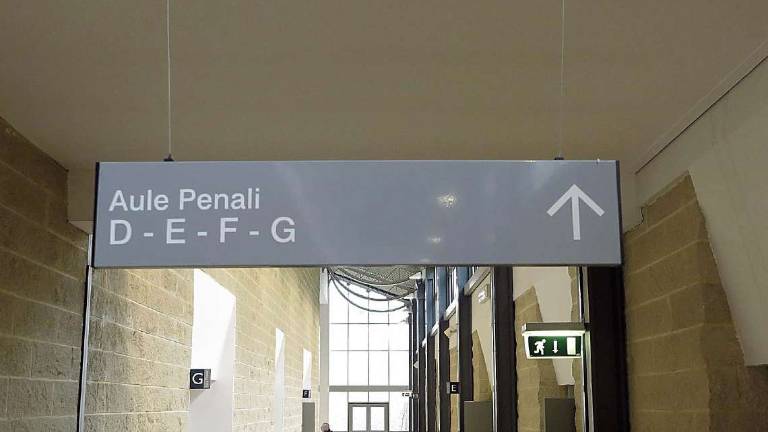 Aule Penali
D - E - F - G
G
F
E